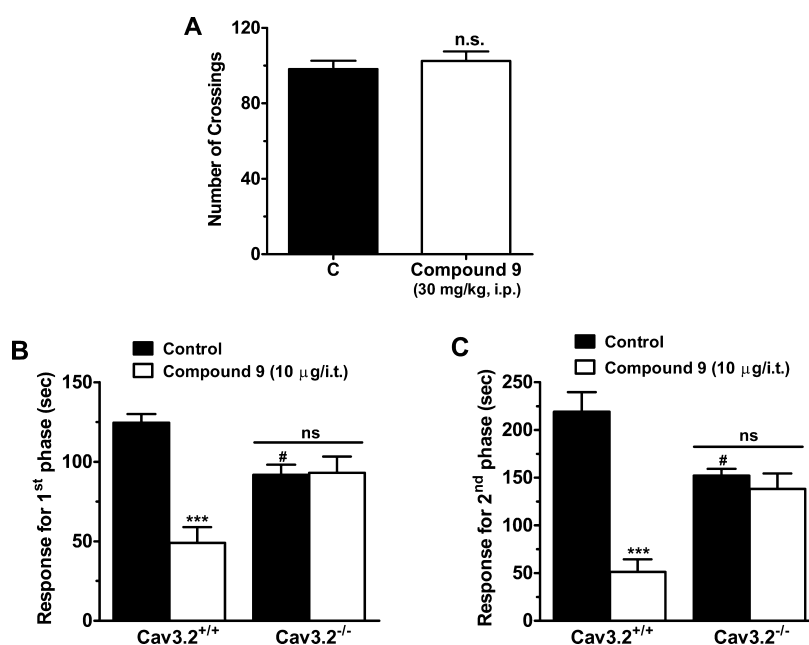 A
Number of Crossings
120
80
40
0
n.s.
C
Compound 9
(30 mg/kg, i.p.)
B
Control
Compound 9 (10 μg/i.t.)
Response for 1st phase (sec)
150
100
50
0
***
#
ns
Cav3.2+/+
Cav3.2-/-
C
Control
Compound 9 (10 μg/i.t.)
Response for 2nd phase (sec)
250
200
150
100
50
0
***
#
ns
Cav3.2+/+
Cav3.2-/-